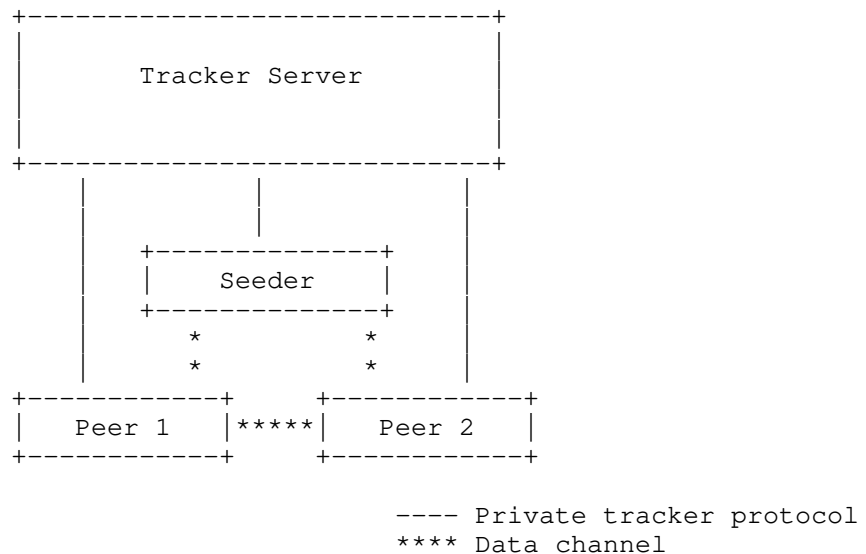 Tracker Server
Seeder
Peer 1 ***** Peer 2
---- Private tracker protocol
**** Data channel